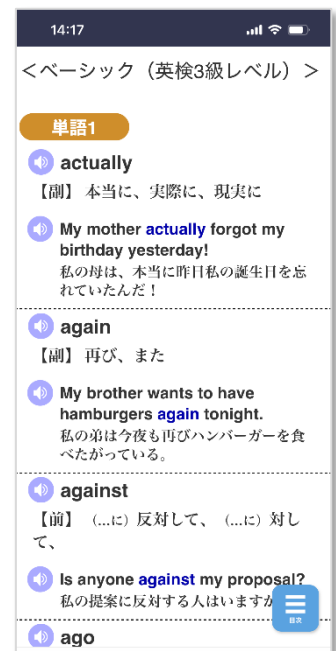 14:17
＜ベーシック（英検3級レベル）＞
単語1
actually
【副】 本当に、実際に、現実に
My mother actually forgot my
birthday yesterday!
私の母は、本当に昨日私の誕生日を忘
れていたんだ！
again
【副】 再び、また
My brother wants to have
hamburgers again tonight.
私の弟は今夜も再びハンバーガーを食
べたがっている。
against
【前】 （...に）反対して、（...に）対し
て、
Is anyone against my proposal?
私の提案に反対する人はいますか
目次
ago